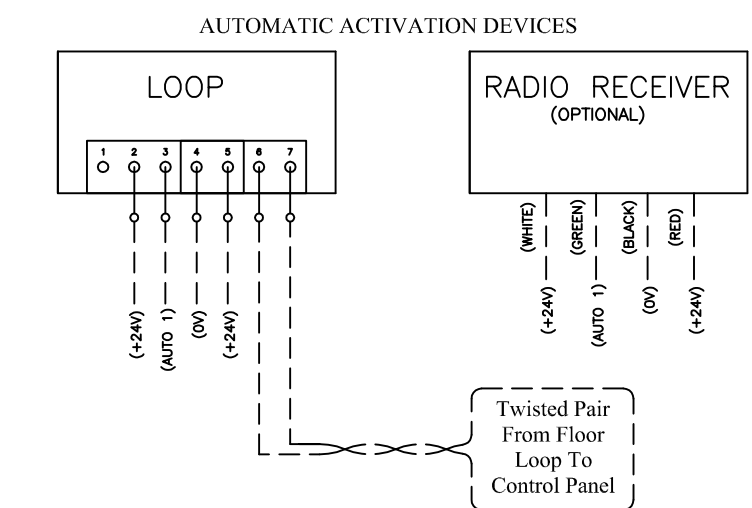 AUTOMATIC ACTIVATION DEVICES
LOOP
1 2 3 4 5 6 7
(+24V)
(AUTO 1)
(0V)
(+24V)
RADIO RECEIVER
(OPTIONAL)
(WHITE)
(GREEN)
(BLACK)
(RED)
(+24V)
(AUTO 1)
(0V)
(+24V)
Twisted Pair
From Floor
Loop To
Control Panel